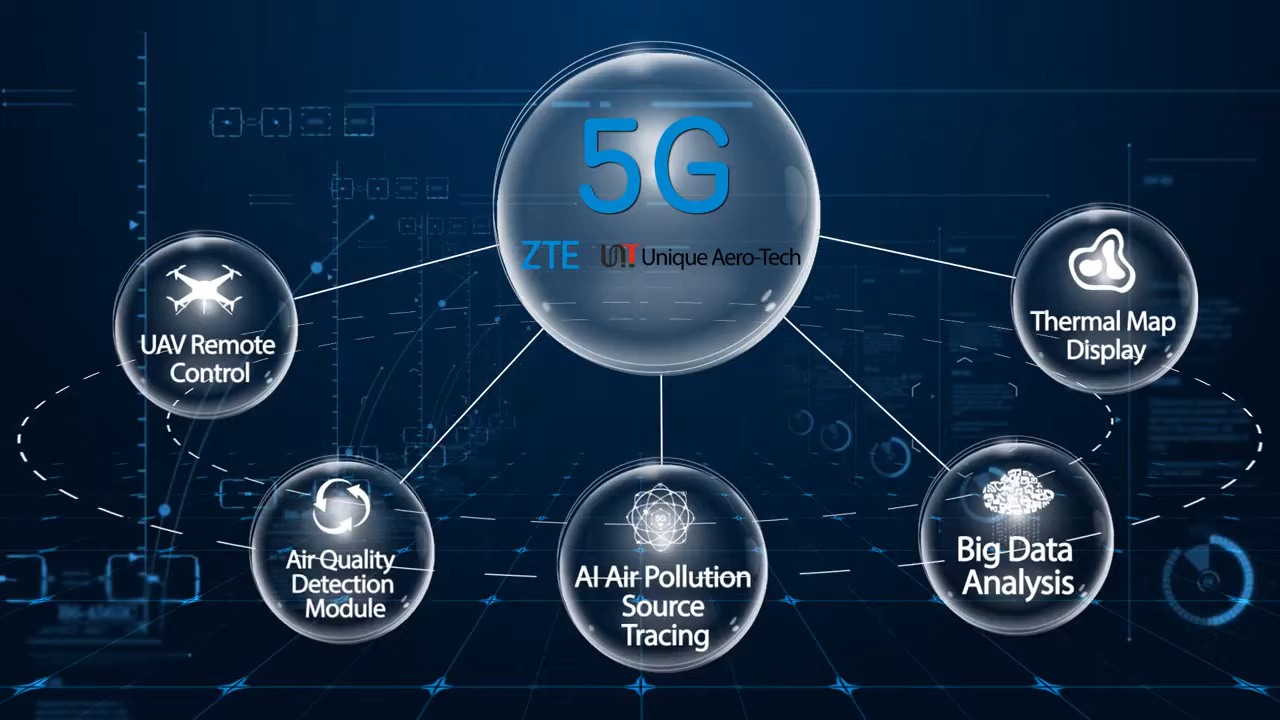 5G
ZTE UAT Unique Aero-Tech
UAV Remote
Control
Thermal Map
Display
Air Quality
Detection
Module
AI Air Pollution
Source
Tracing
Big Data
Analysis